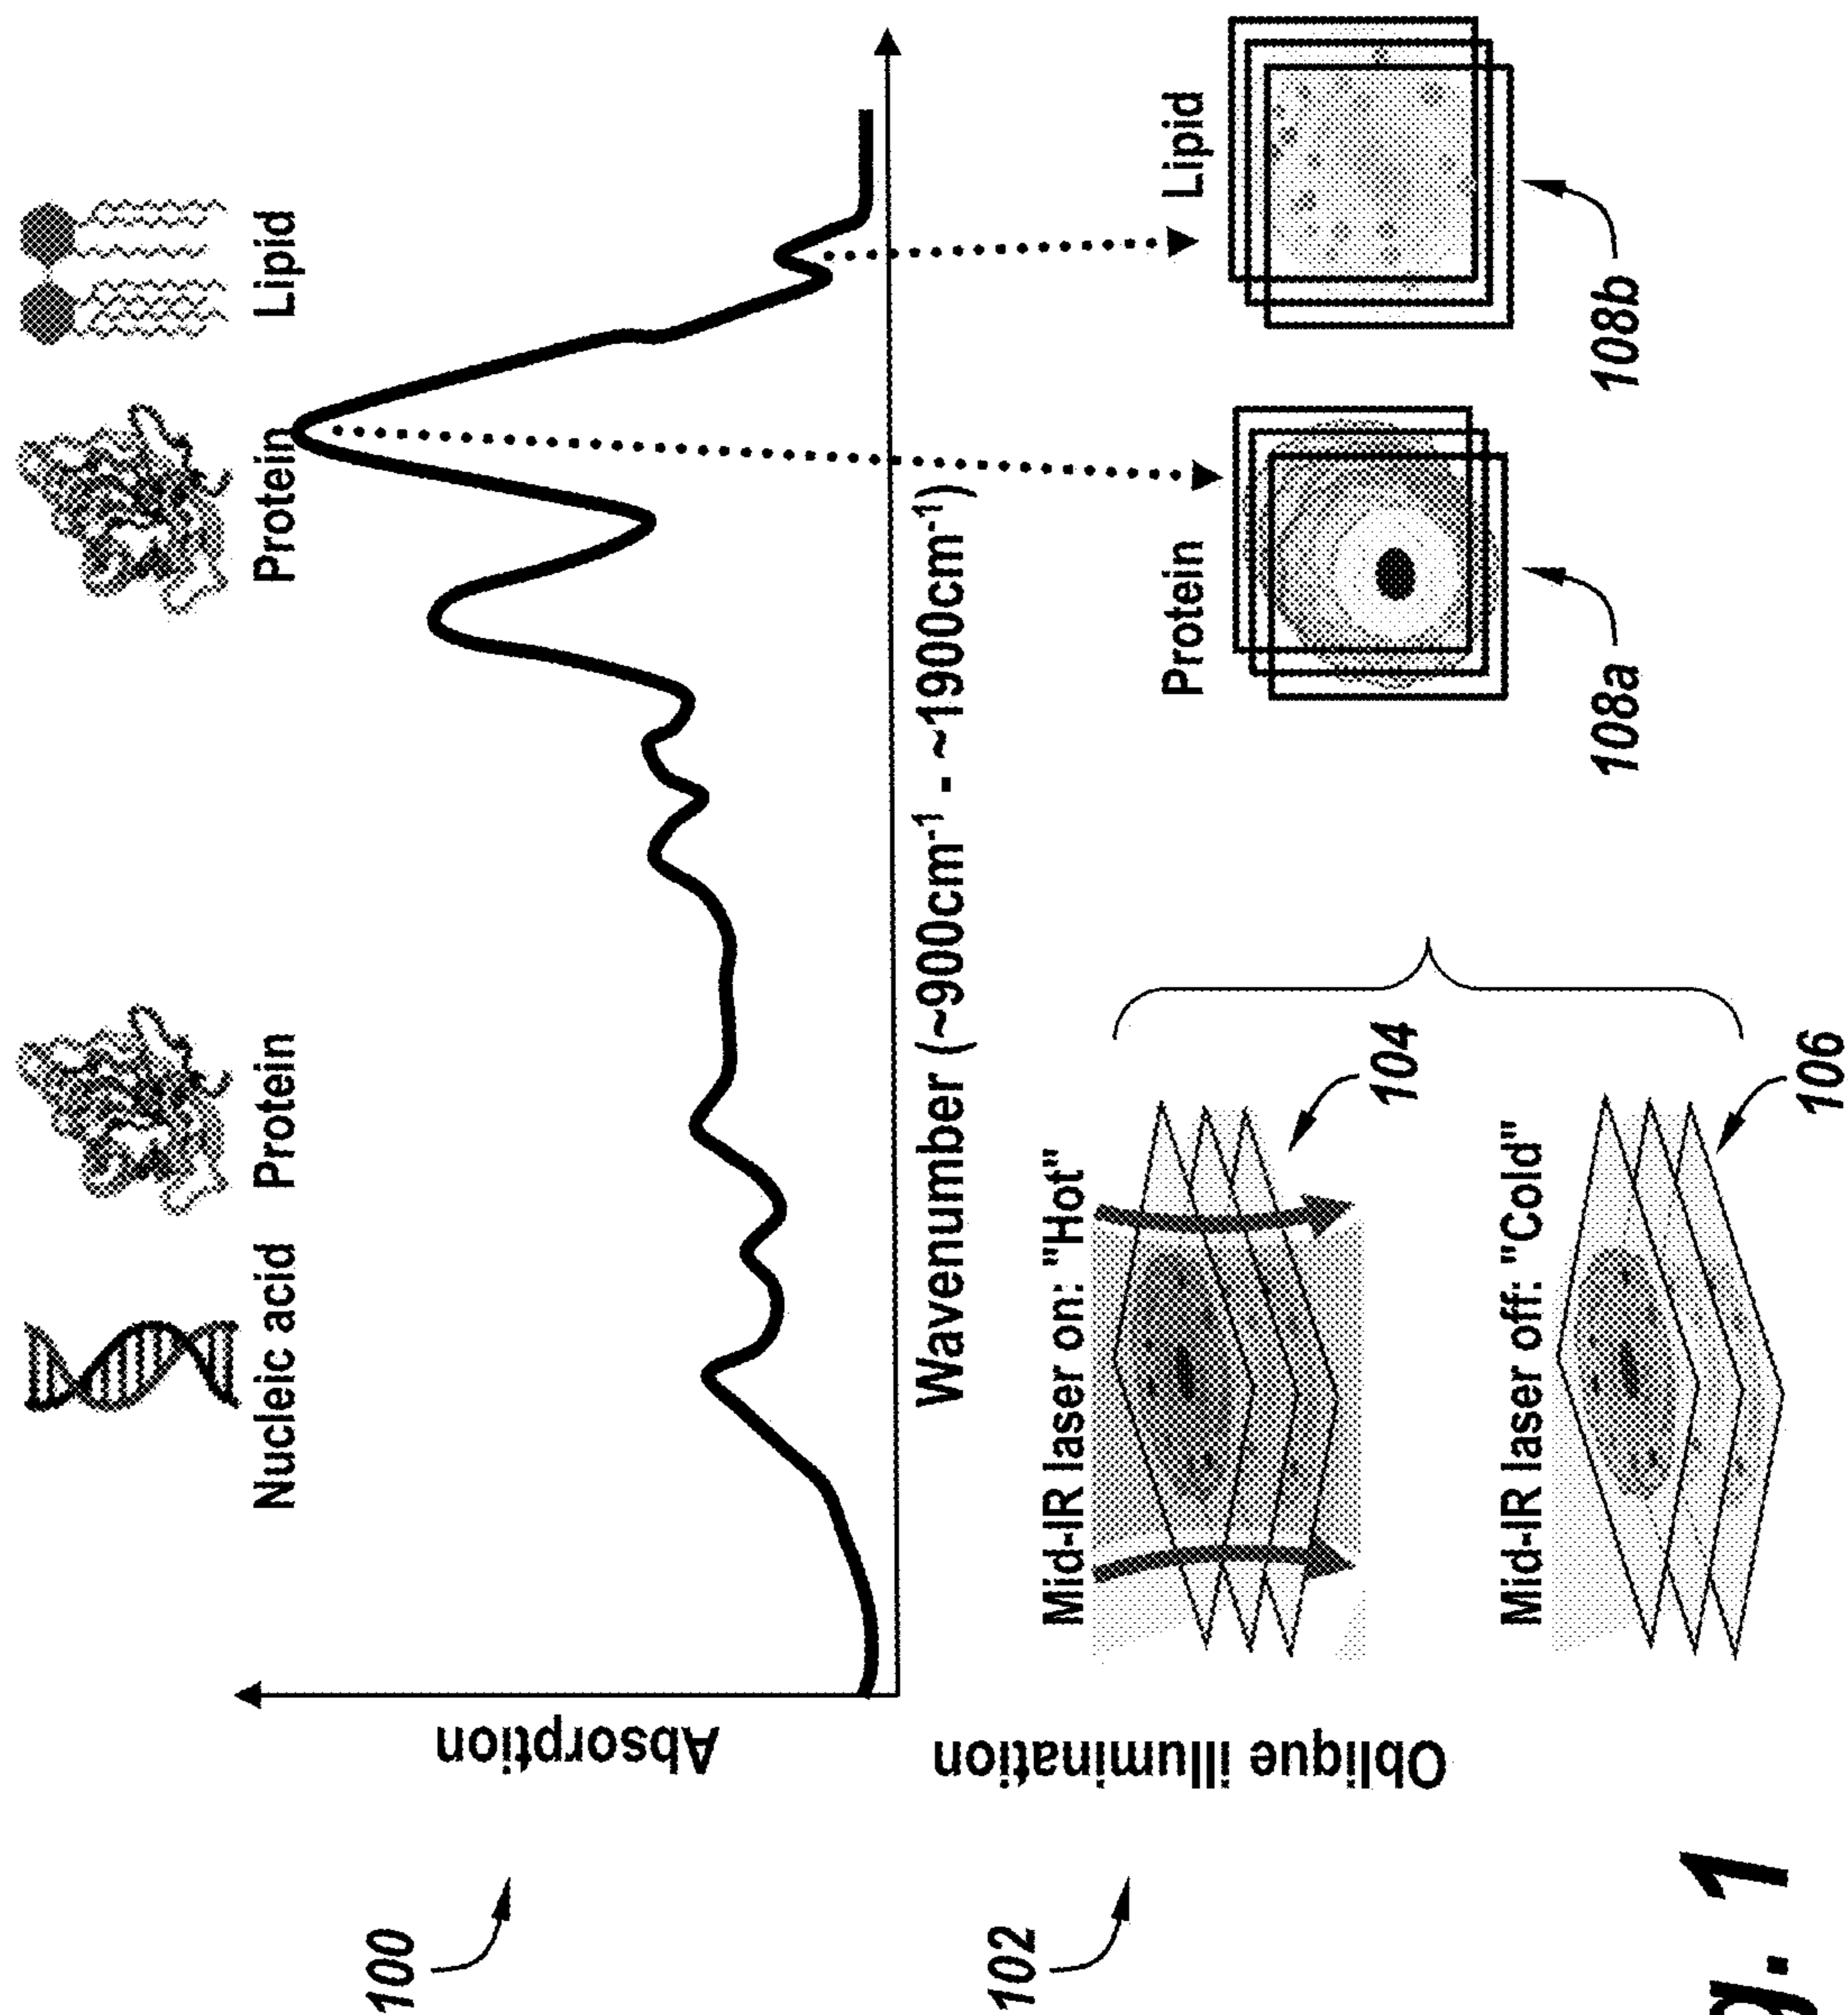 100
Nucleic acid
Protein
Protein
Lipid
Absorption
Wavenumber (~900cm⁻¹ - ~1900cm⁻¹)
102
Oblique illumination
Mid-IR laser on: "Hot"
104
Mid-IR laser off: "Cold"
106
Protein
108a
Lipid
108b
g. 1